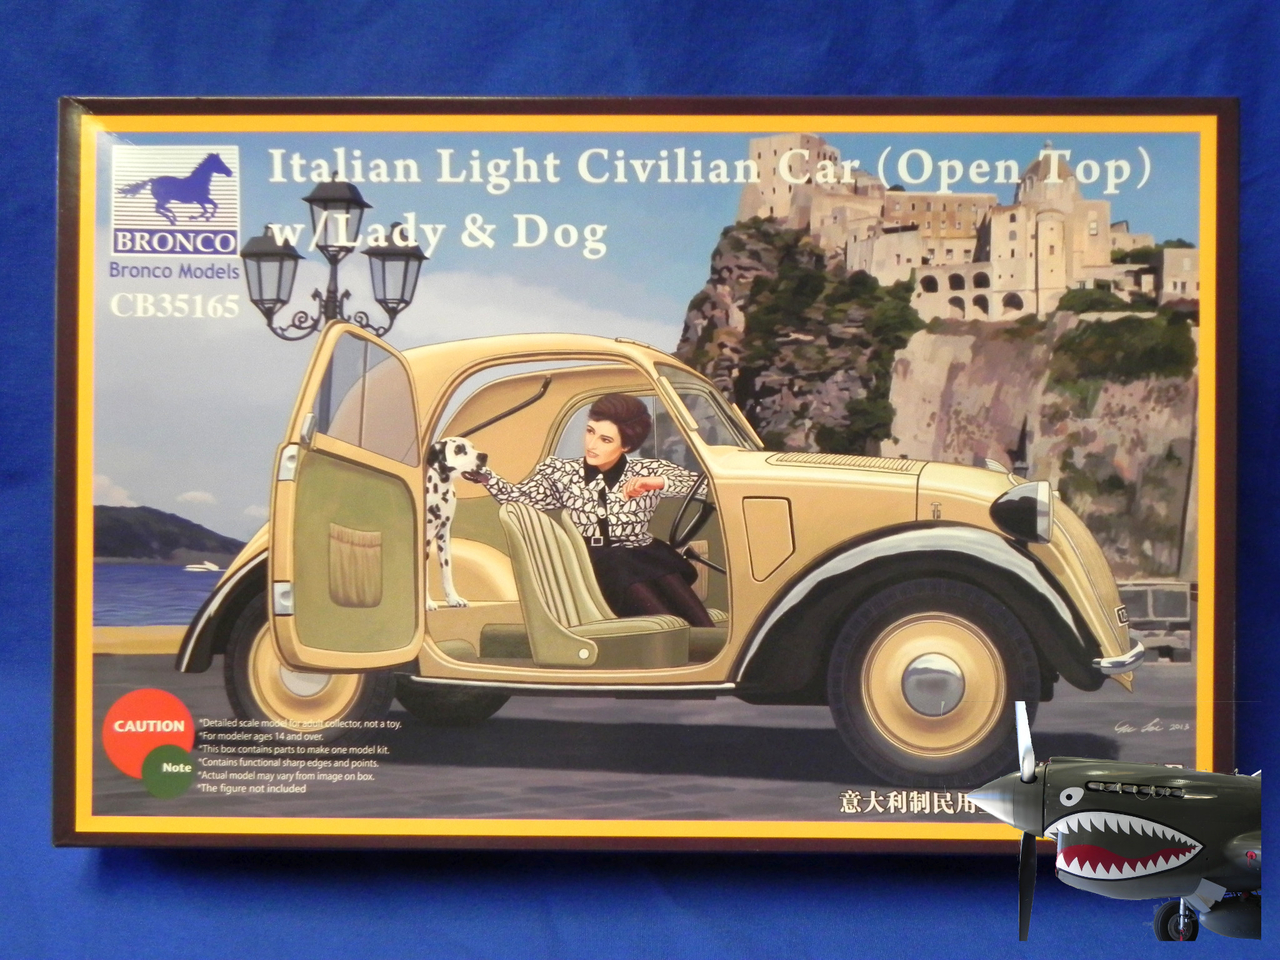 Italian Light Civilian Car (Open Top)
w/Lady & Dog
BRONCO
Bronco Models
CB35165
CAUTION
Note
*Detailed scale model for adult collector, not a toy.
*For modeler ages 14 and over.
*This box contains parts to make one model kit.
*Contains functional sharp edges and points.
*Actual model may vary from image on box.
*The figure not included
意大利制民用
2013